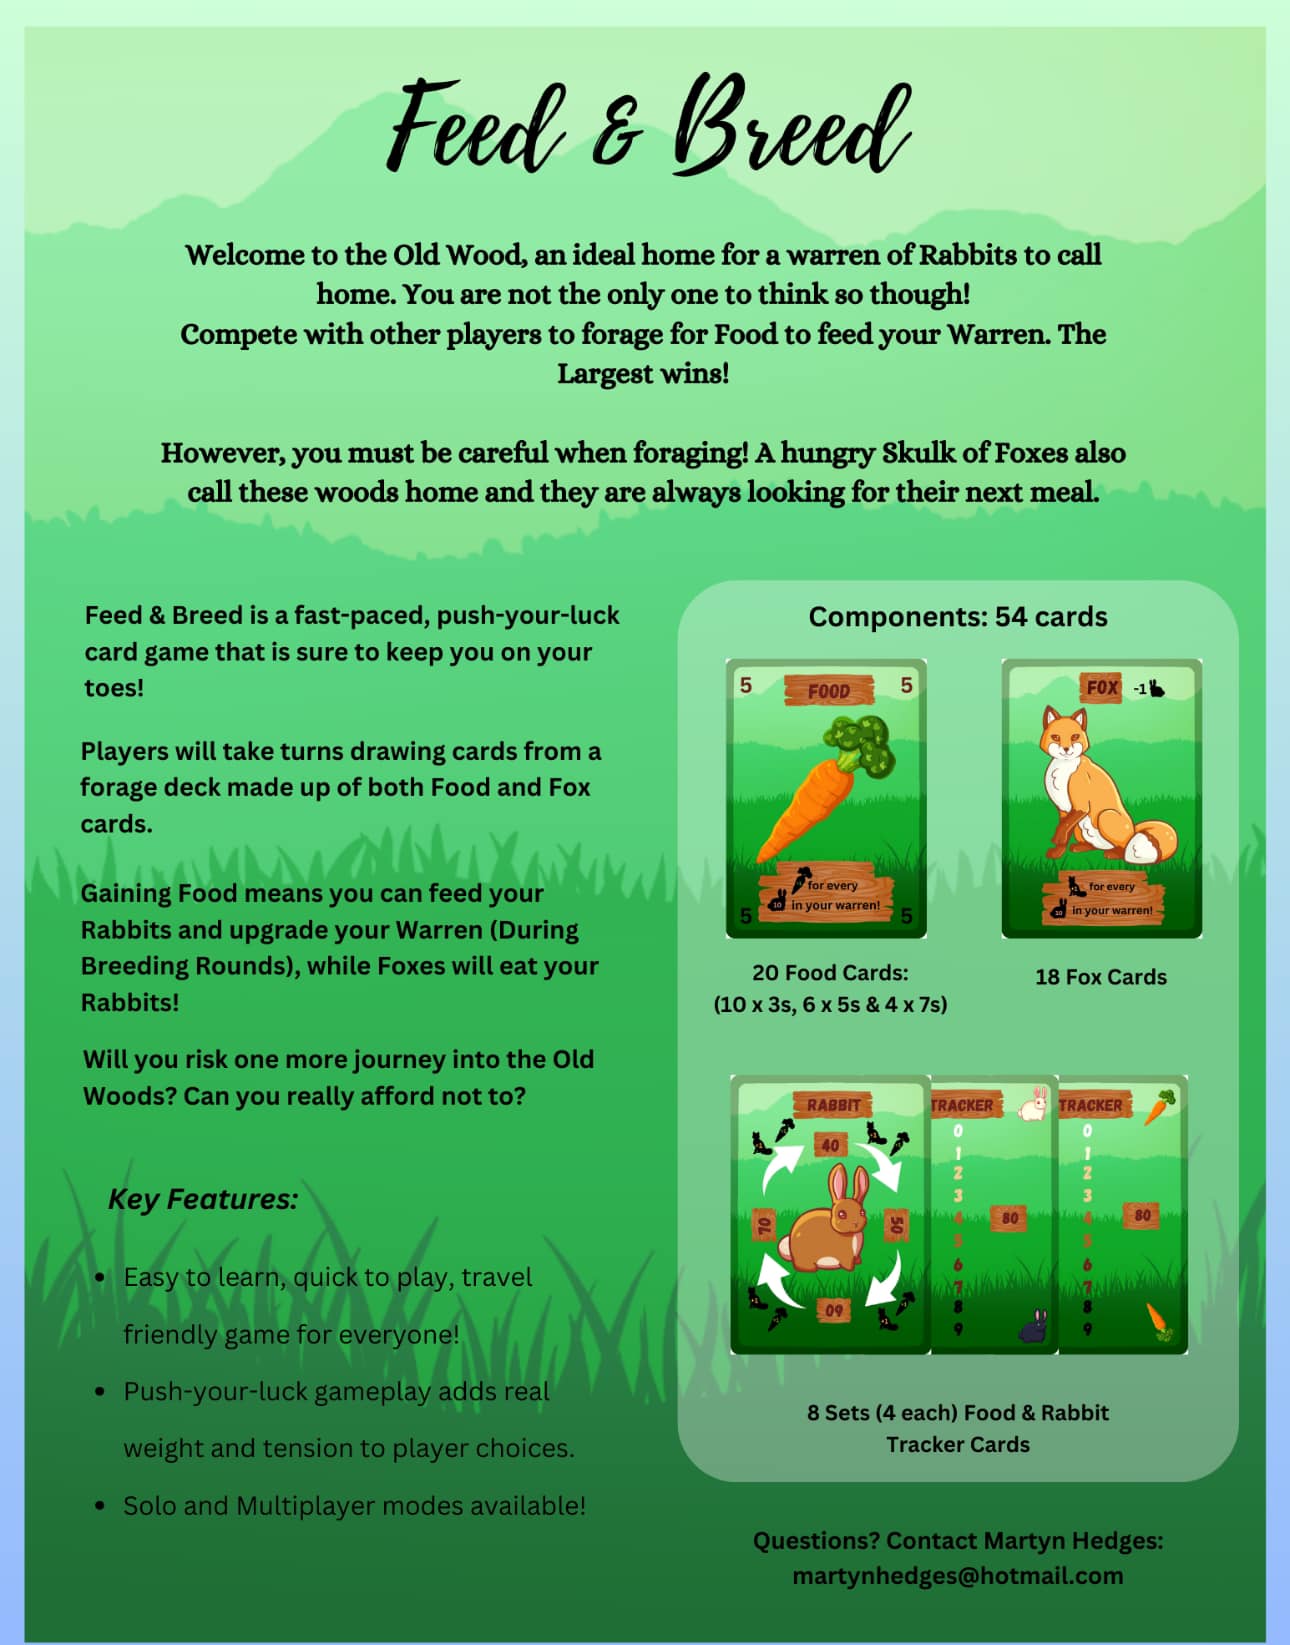 Feed & Breed
Welcome to the Old Wood, an ideal home for a warren of Rabbits to call
home. You are not the only one to think so though!
Compete with other players to forage for Food to feed your Warren. The
Largest wins!
However, you must be careful when foraging! A hungry Skulk of Foxes also
call these woods home and they are always looking for their next meal.
Feed & Breed is a fast-paced, push-your-luck
card game that is sure to keep you on your
toes!
Players will take turns drawing cards from a
forage deck made up of both Food and Fox
cards.
Gaining Food means you can feed your
Rabbits and upgrade your Warren (During
Breeding Rounds), while Foxes will eat your
Rabbits!
Will you risk one more journey into the Old
Woods? Can you really afford not to?
Key Features:
• Easy to learn, quick to play, travel
friendly game for everyone!
• Push-your-luck gameplay adds real
weight and tension to player choices.
• Solo and Multiplayer modes available!
Components: 54 cards
5 FOOD 5
for every
10 in your warren!
5 5
FOX -1
for every
10 in your warren!
20 Food Cards:
(10 x 3s, 6 x 5s & 4 x 7s)
18 Fox Cards
RABBIT
40
70 50
60
TRACKER
0
1
2
3
4
5
6
7
8
9
80
TRACKER
0
1
2
3
4
5
6
7
8
9
80
8 Sets (4 each) Food & Rabbit
Tracker Cards
Questions? Contact Martyn Hedges:
martynhedges@hotmail.com